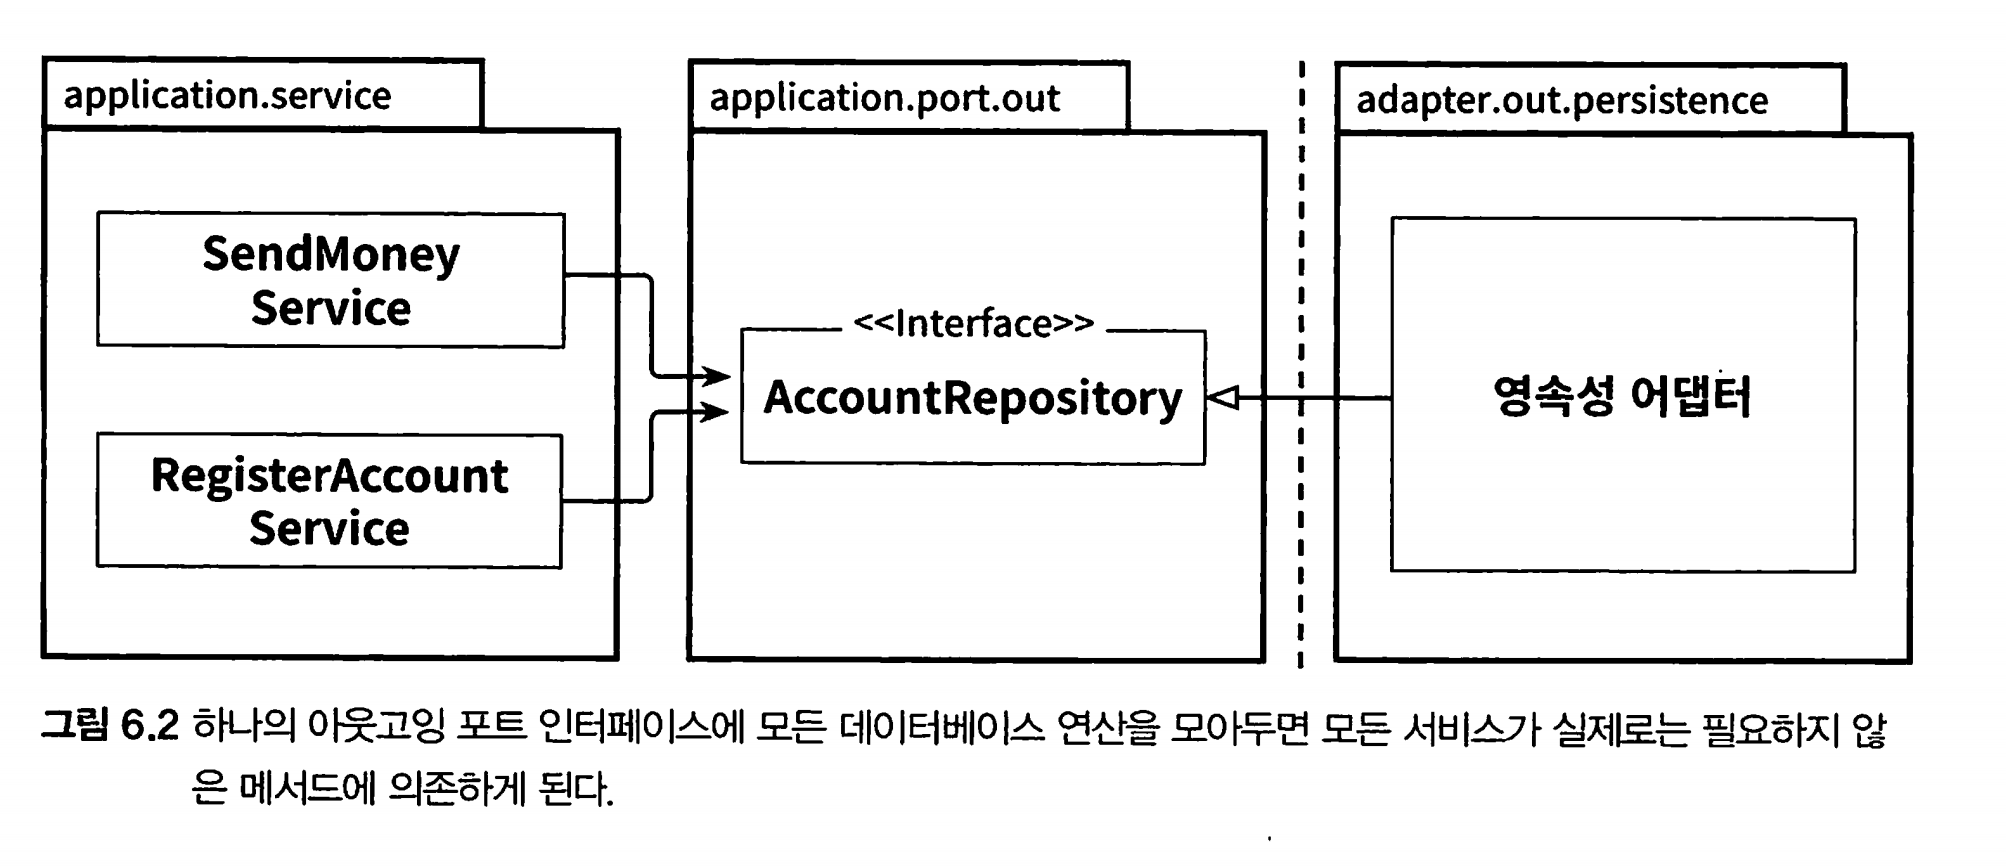 application.service
application.port.out
adapter.out.persistence
SendMoney
Service
RegisterAccount
Service
<<Interface>>
AccountRepository
영속성 어댑터
그림 6.2 하나의 아웃고잉 포트 인터페이스에 모든 데이터베이스 연산을 모아두면 모든 서비스가 실제로는 필요하지 않
은 메서드에 의존하게 된다.